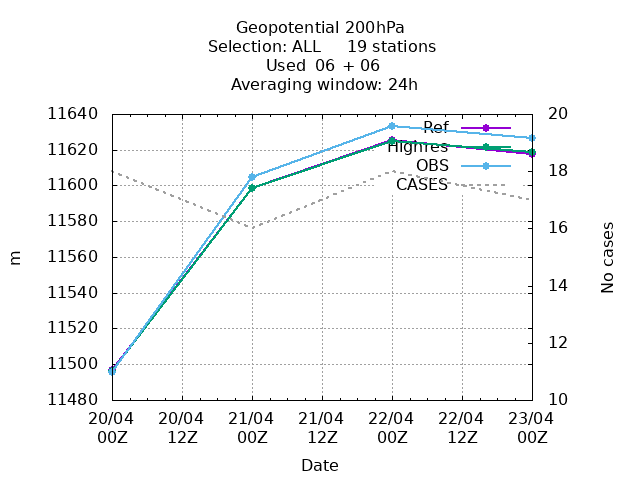 Geopotential 200hPa
Selection: ALL 19 stations
Used 06 + 06
Averaging window: 24h
11640
11620
11600
11580
11560
11540
11520
11500
11480
m
20
18
16
14
12
10
No cases
Ref
Highres
OBS
CASES
20/04 00Z
20/04 12Z
21/04 00Z
21/04 12Z
22/04 00Z
22/04 12Z
23/04 00Z
Date